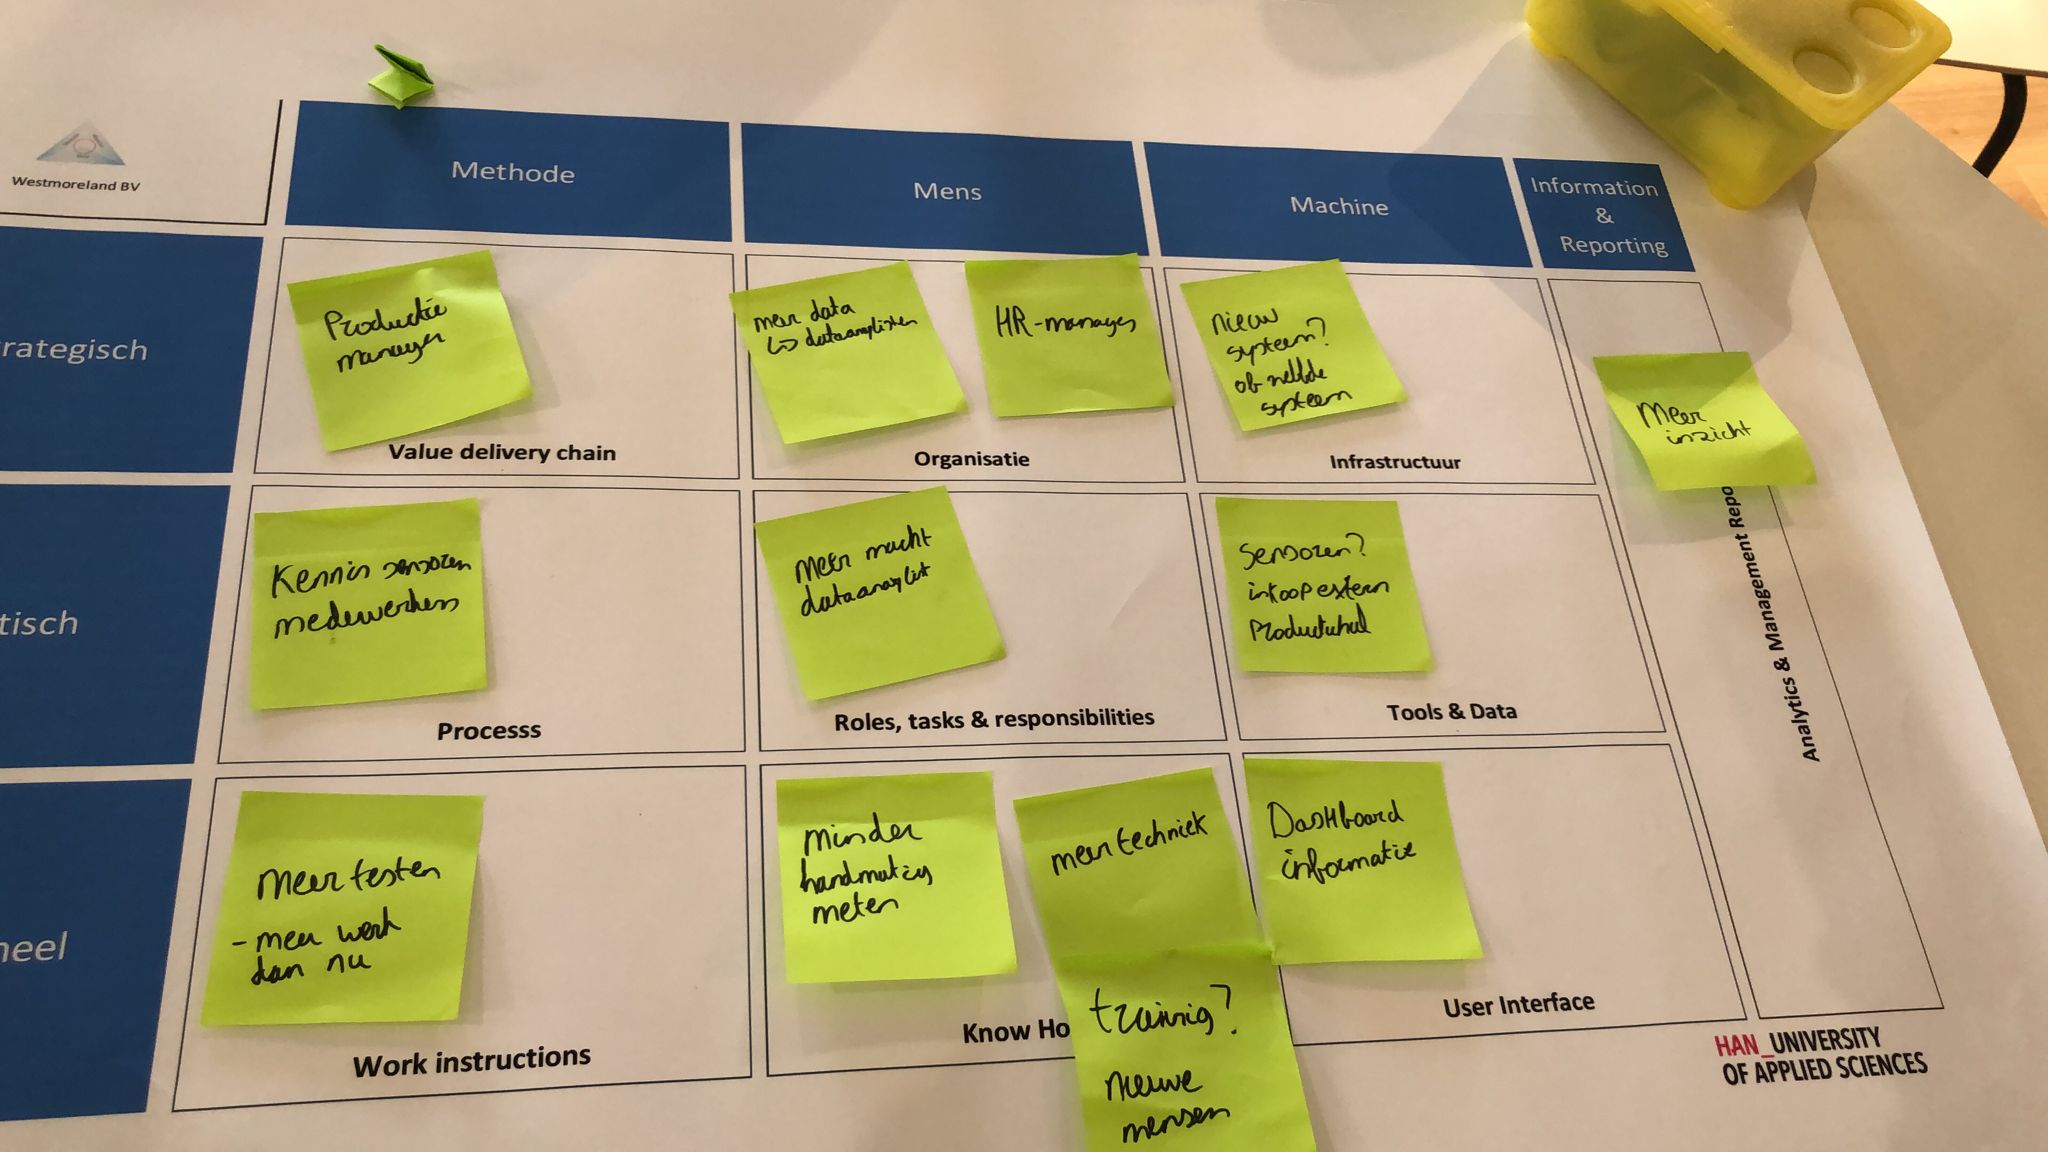 Westmoreland BV
Methode
Mens
Machine
Information
&
Reporting
rategisch
Productie
manager
Value delivery chain
meer data
↳ dataanalisten
HR-manager
Organisatie
nieuw
systeem?
of zelfde
systeem
Infrastructuur
Meer
inzicht
Analytics & Management Repo
tisch
Kennis sensoren
medewerkers
Processs
Meer macht
dataanalist
Roles, tasks & responsibilities
Sensoren?
inkoop extern
Tools & Data
neel
Meer testen
- meer werk
dan nu
Work instructions
Minder
handmatig
meten
meer techniek
training?
nieuwe
mensen
Know Ho
Dashboard
informatie
User Interface
HAN_UNIVERSITY
OF APPLIED SCIENCES